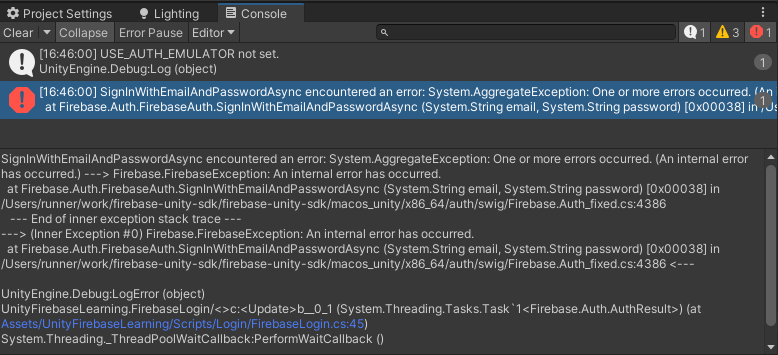 Project Settings Lighting Console
Clear Collapse Error Pause Editor 1 3 1
[16:46:00] USE_AUTH_EMULATOR not set.
UnityEngine.Debug:Log (object)
1
[16:46:00] SignInWithEmailAndPasswordAsync encountered an error: System.AggregateException: One or more errors occurred. (An
at Firebase.Auth.FirebaseAuth.SignInWithEmailAndPasswordAsync (System.String email, System.String password) [0x00038] in /Us
1
SignInWithEmailAndPasswordAsync encountered an error: System.AggregateException: One or more errors occurred. (An internal error
has occurred.) ---> Firebase.FirebaseException: An internal error has occurred.
at Firebase.Auth.FirebaseAuth.SignInWithEmailAndPasswordAsync (System.String email, System.String password) [0x00038] in
/Users/runner/work/firebase-unity-sdk/firebase-unity-sdk/macos_unity/x86_64/auth/swig/Firebase.Auth_fixed.cs:4386
--- End of inner exception stack trace ---
---> (Inner Exception #0) Firebase.FirebaseException: An internal error has occurred.
at Firebase.Auth.FirebaseAuth.SignInWithEmailAndPasswordAsync (System.String email, System.String password) [0x00038] in
/Users/runner/work/firebase-unity-sdk/firebase-unity-sdk/macos_unity/x86_64/auth/swig/Firebase.Auth_fixed.cs:4386 <---
UnityEngine.Debug:LogError (object)
UnityFirebaseLearning.FirebaseLogin/<>c:<Update>b__0_1 (System.Threading.Tasks.Task`1<Firebase.Auth.AuthResult>) (at
Assets/UnityFirebaseLearning/Scripts/Login/FirebaseLogin.cs:45)
System.Threading._ThreadPoolWaitCallback:PerformWaitCallback ()